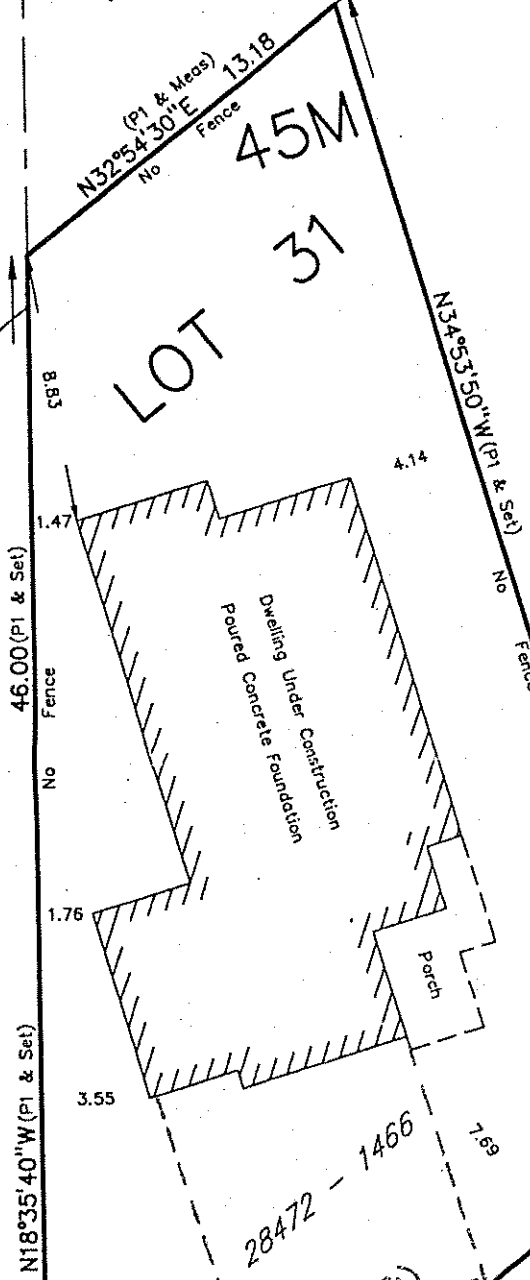 (P1 & Meas)
N32°54'30"E 13.18
No Fence
45M
LOT 31
8.83
N34°53'50"W(P1 & Set)
4.14
No Fence
1.47
46.00(P1 & Set)
No Fence
Dwelling Under Construction
Poured Concrete Foundation
1.76
Porch
N18°35'40"W(P1 & Set)
3.55
28472 - 1466
7.69